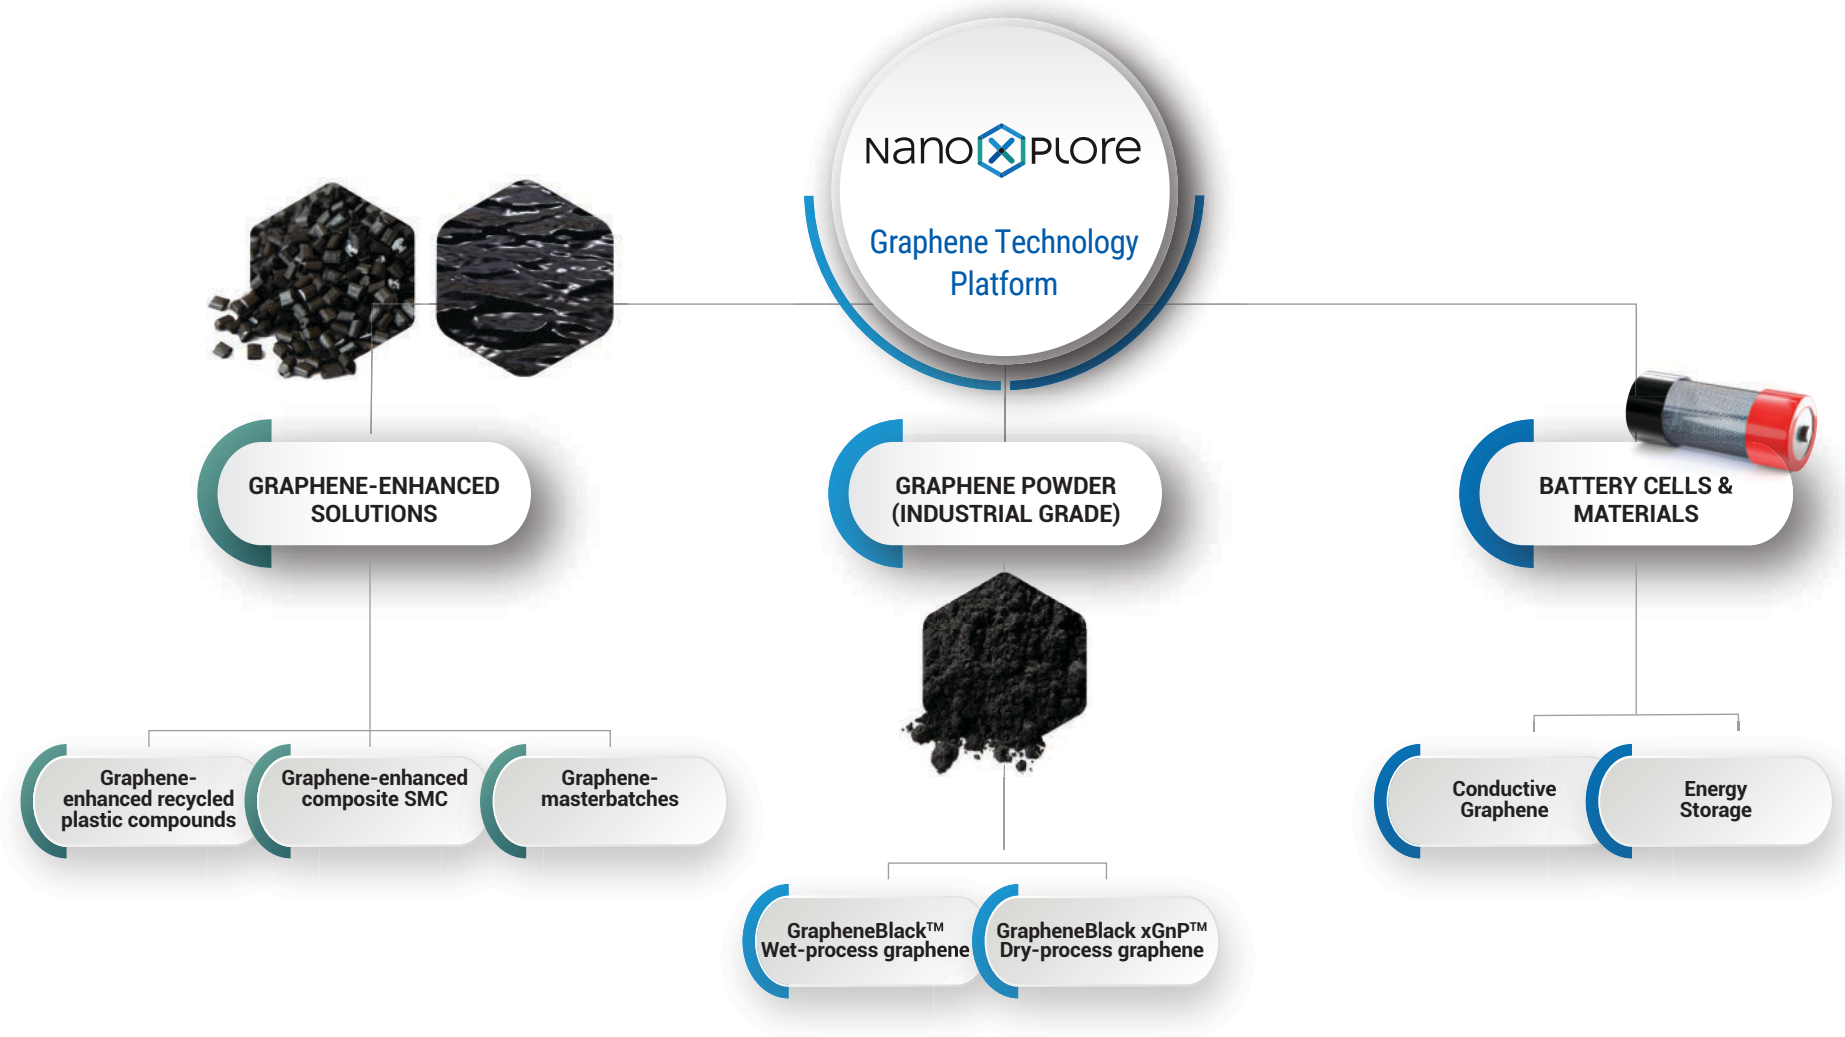 NanoXplore
Graphene Technology
Platform
GRAPHENE-ENHANCED
SOLUTIONS
GRAPHENE POWDER
(INDUSTRIAL GRADE)
BATTERY CELLS &
MATERIALS
Graphene-
enhanced recycled
plastic compounds
Graphene-enhanced
composite SMC
Graphene-
masterbatches
Conductive
Graphene
Energy
Storage
GrapheneBlack™
Wet-process graphene
GrapheneBlack xGnP™
Dry-process graphene